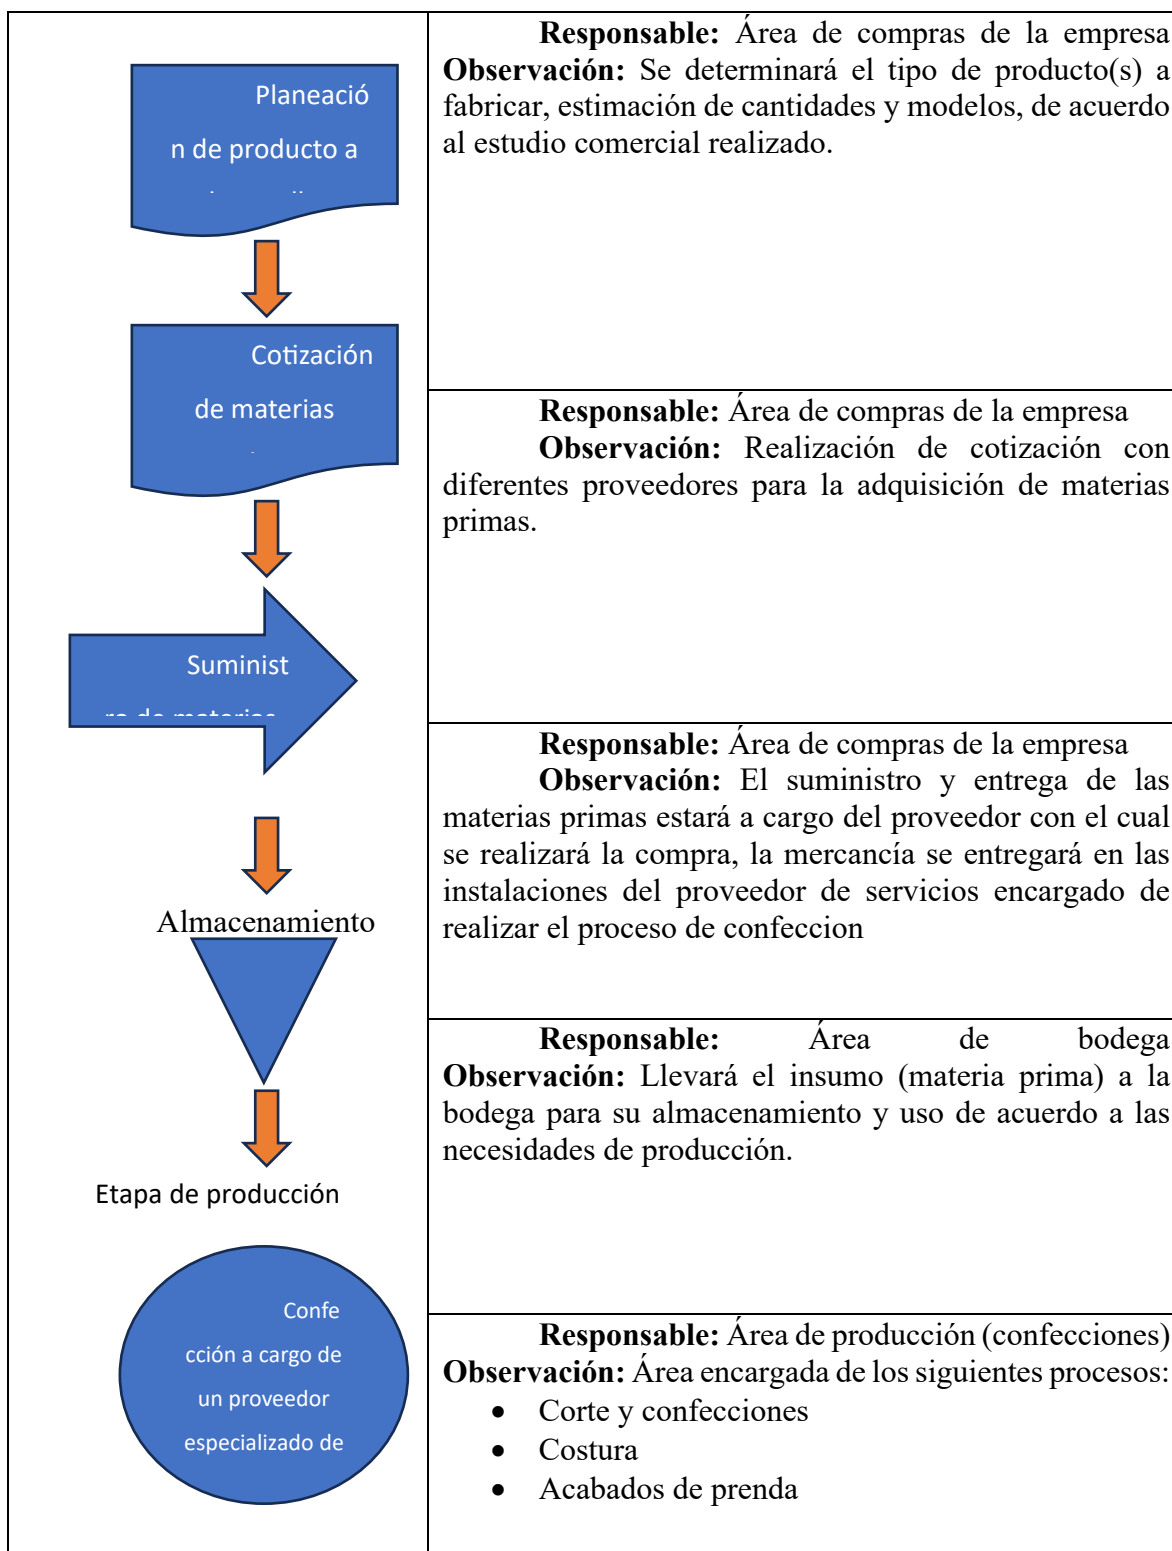 Planeació
n de producto a
Responsable: Área de compras de la empresa
Observación: Se determinará el tipo de producto(s) a
fabricar, estimación de cantidades y modelos, de acuerdo
al estudio comercial realizado.
Cotización
de materias
Responsable: Área de compras de la empresa
Observación: Realización de cotización con
diferentes proveedores para la adquisición de materias
primas.
Suminist
ro de materias
Responsable: Área de compras de la empresa
Observación: El suministro y entrega de las
materias primas estará a cargo del proveedor con el cual
se realizará la compra, la mercancía se entregará en las
instalaciones del proveedor de servicios encargado de
realizar el proceso de confeccion
Almacenamiento
Responsable: Área de bodega
Observación: Llevará el insumo (materia prima) a la
bodega para su almacenamiento y uso de acuerdo a las
necesidades de producción.
Etapa de producción
Confe
cción a cargo de
un proveedor
especializado de
Responsable: Área de producción (confecciones)
Observación: Área encargada de los siguientes procesos:
• Corte y confecciones
• Costura
• Acabados de prenda